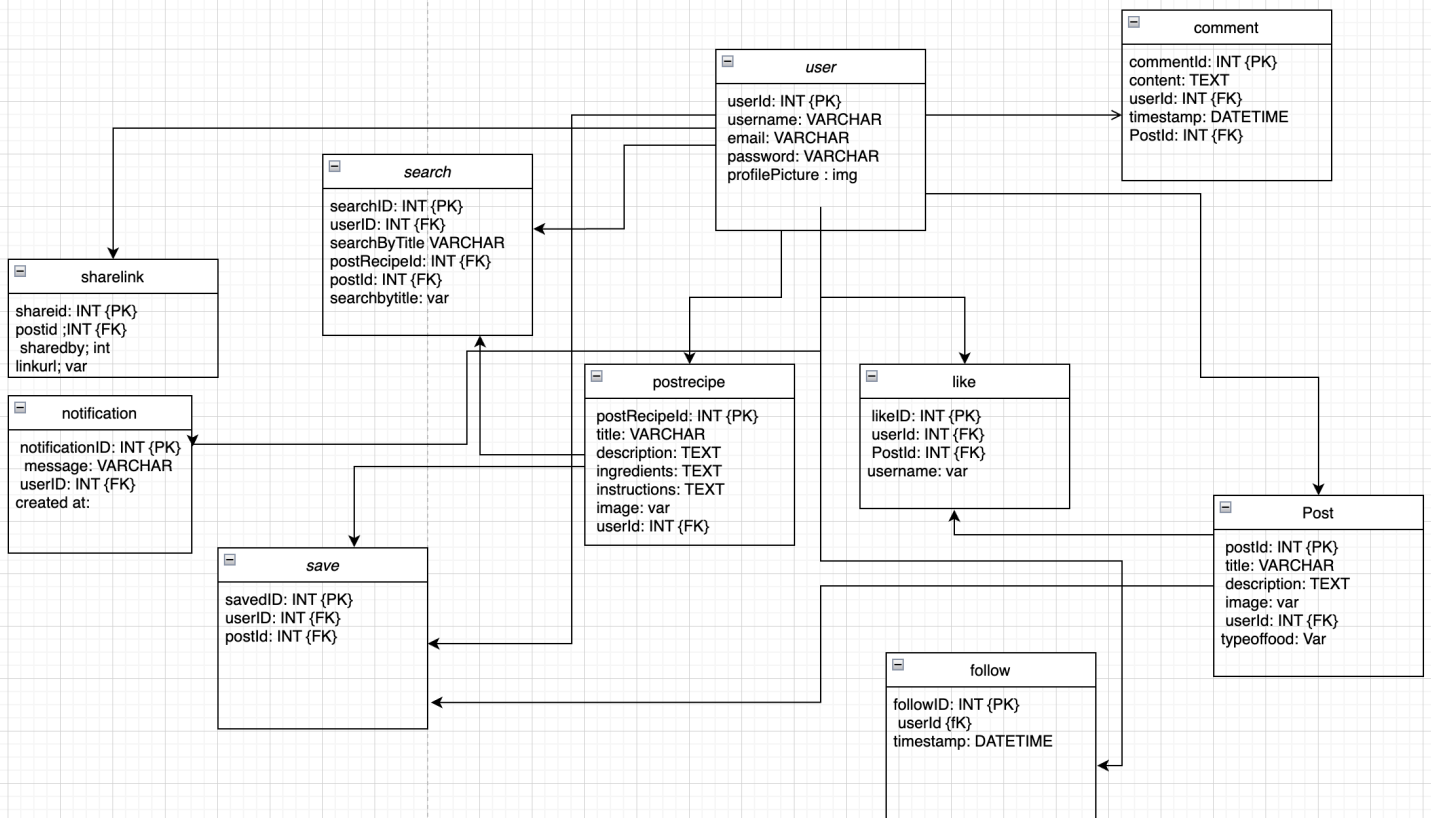 comment
commentId: INT {PK}
content: TEXT
userId: INT {FK}
timestamp: DATETIME
PostId: INT {FK}
user
userId: INT {PK}
username: VARCHAR
email: VARCHAR
password: VARCHAR
profilePicture : img
search
searchID: INT {PK}
userID: INT {FK}
searchByTitle VARCHAR
postRecipeId: INT {FK}
postId: INT {FK}
searchbytitle: var
sharelink
shareid: INT {PK}
postid ;INT {FK}
sharedby; int
linkurl; var
notification
notificationID: INT {PK}
message: VARCHAR
userID: INT {FK}
created at:
postrecipe
postRecipeId: INT {PK}
title: VARCHAR
description: TEXT
ingredients: TEXT
instructions: TEXT
image: var
userId: INT {FK}
like
likeID: INT {PK}
userId: INT {FK}
PostId: INT {FK}
username: var
Post
postId: INT {PK}
title: VARCHAR
description: TEXT
image: var
userId: INT {FK}
typeoffood: Var
save
savedID: INT {PK}
userID: INT {FK}
postId: INT {FK}
follow
followID: INT {PK}
userId {fK}
timestamp: DATETIME